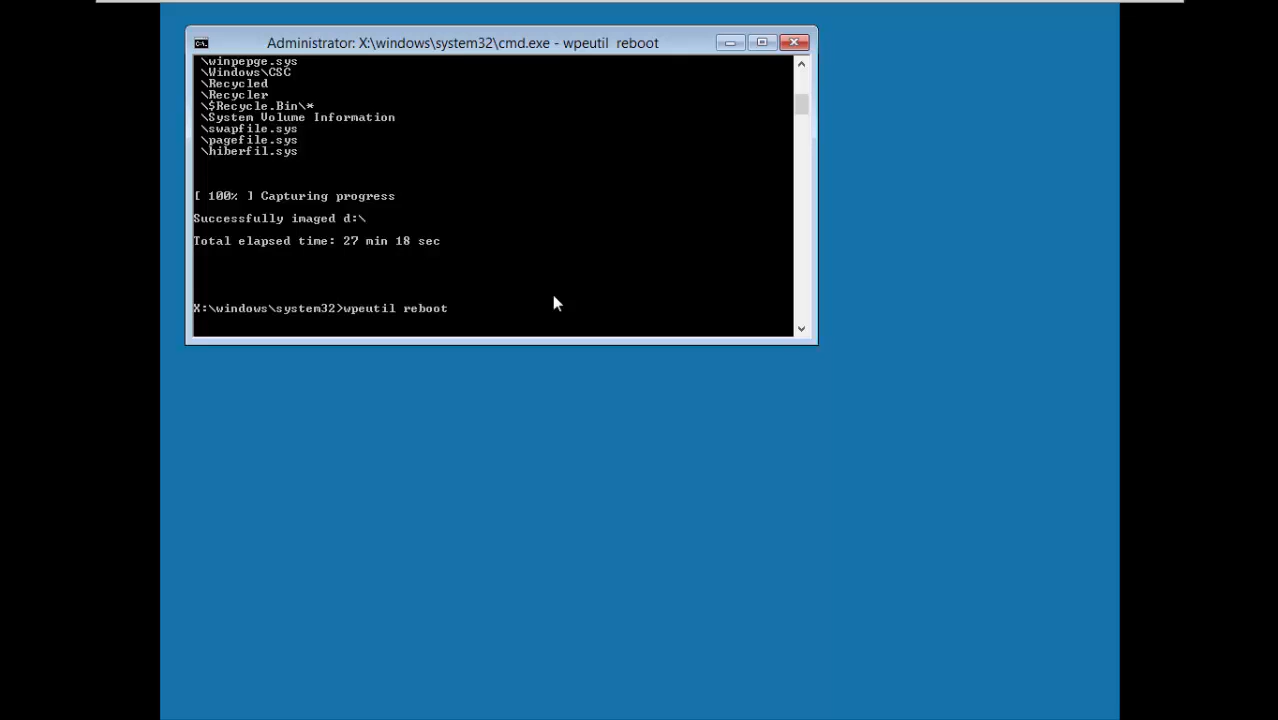 Administrator: X:\windows\system32\cmd.exe - wpeutil  reboot
\winpepge.sys
\Windows\CSC
\Recycled
\Recycler
\$Recycle.Bin\*
\System Volume Information
\swapfile.sys
\pagefile.sys
\hiberfil.sys
[ 100% ] Capturing progress
Successfully imaged d:\
Total elapsed time: 27 min 18 sec
X:\windows\system32>wpeutil reboot